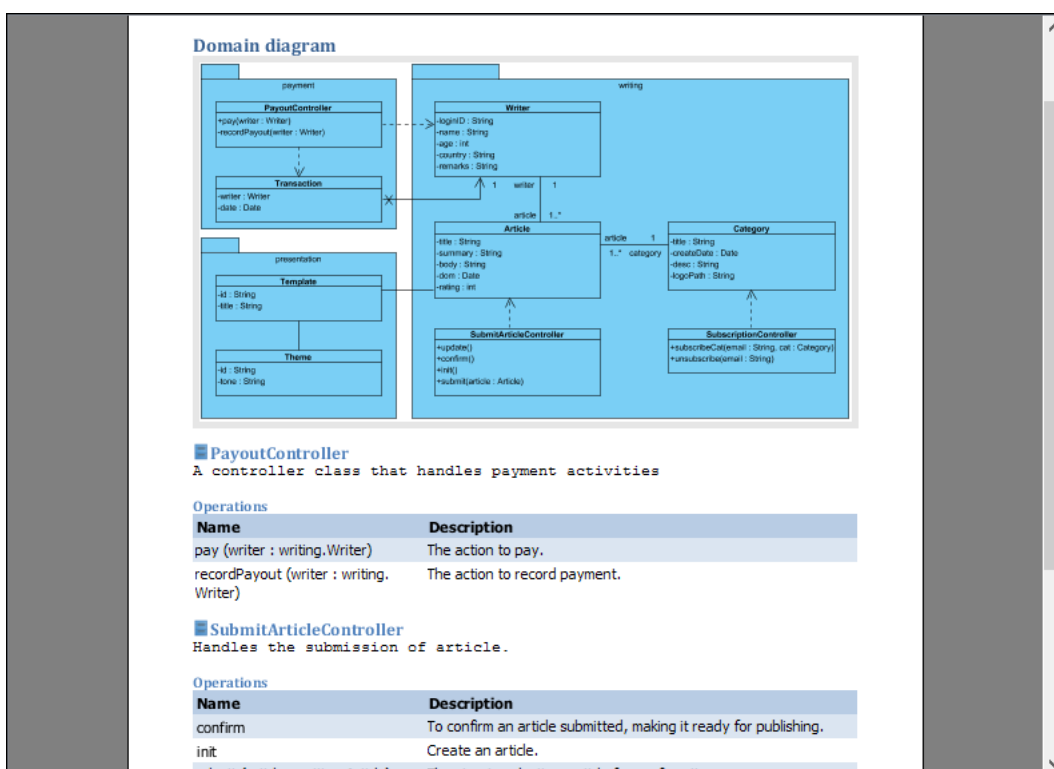 Domain diagram
payment
PayoutController
+pay(writer : Writer)
-recordPayout(writer : Writer)
Transaction
-writer : Writer
-date : Date
writing
Writer
-loginID : String
-name : String
-age : int
-country : String
-remarks : String
1 writer 1
article 1..*
Article
-title : String
-summary : String
-body : String
-dom : Date
-rating : int
article 1
1..* category
Category
-title : String
-createDate : Date
-desc : String
-logoPath : String
presentation
Template
-id : String
-title : String
Theme
-id : String
-tone : String
SubmitArticleController
+update()
+confirm()
+init()
+submit(article : Article)
SubscriptionController
+subscribeCat(email : String, cat : Category)
+unsubscribe(email : String)
PayoutController
A controller class that handles payment activities
Operations
Name Description
pay (writer : writing.Writer) The action to pay.
recordPayout (writer : writing. The action to record payment.
Writer)
SubmitArticleController
Handles the submission of article.
Operations
Name Description
confirm To confirm an article submitted, making it ready for publishing.
init Create an article.